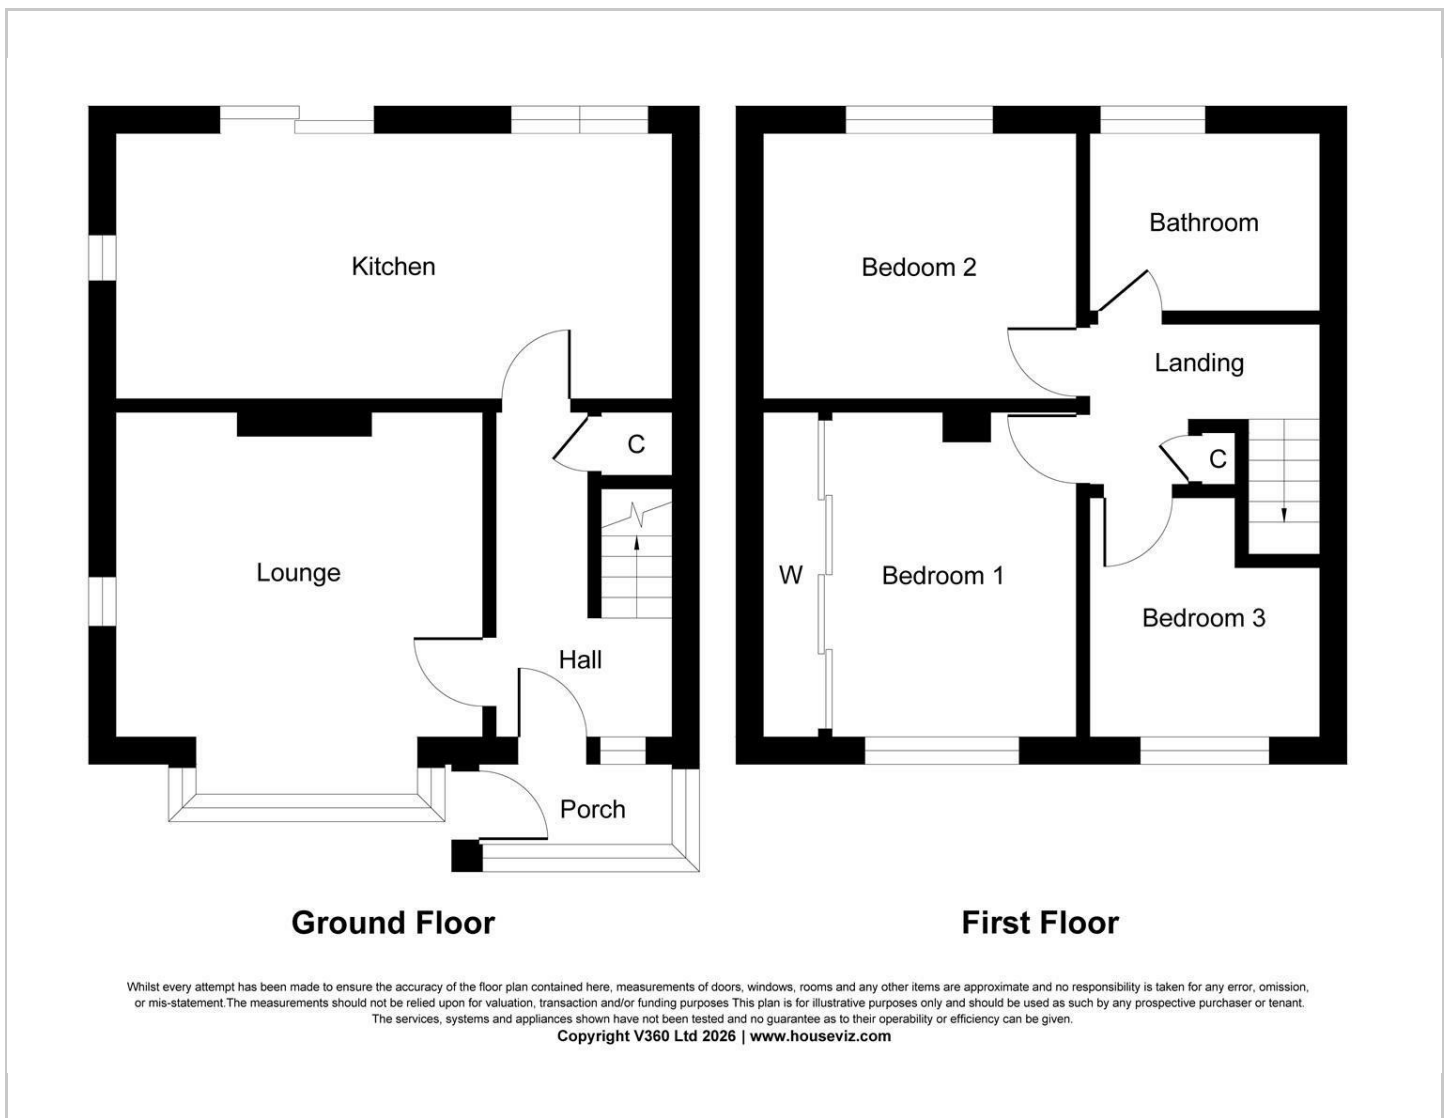 Kitchen
C
Lounge
Hall
Porch
Ground Floor
Bedoom 2
Bathroom
Landing
C
W
Bedroom 1
Bedroom 3
First Floor
Whilst every attempt has been made to ensure the accuracy of the floor plan contained here, measurements of doors, windows, rooms and any other items are approximate and no responsibility is taken for any error, omission,
or mis-statement.The measurements should not be relied upon for valuation, transaction and/or funding purposes This plan is for illustrative purposes only and should be used as such by any prospective purchaser or tenant.
The services, systems and appliances shown have not been tested and no guarantee as to their operability or efficiency can be given.
Copyright V360 Ltd 2026 | www.houseviz.com